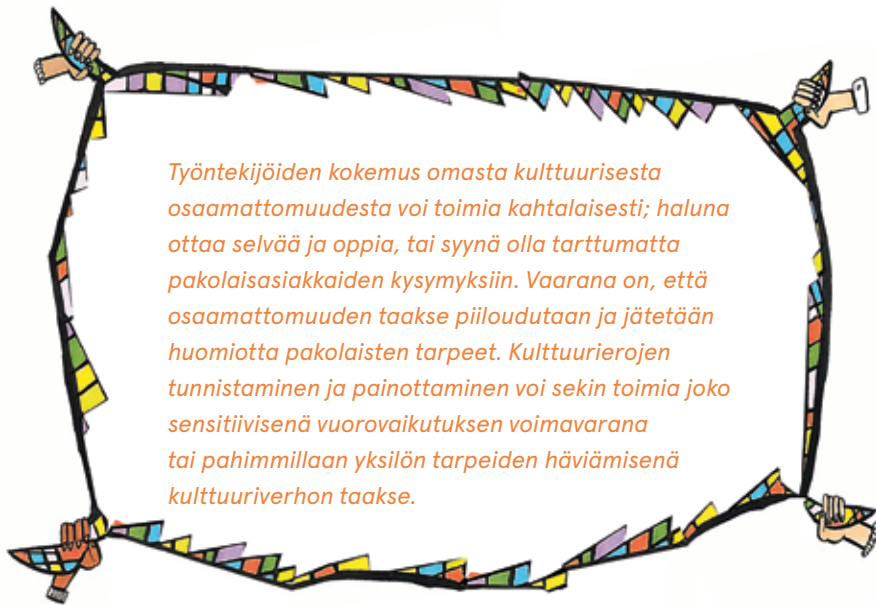 Työntekijöiden kokemus omasta kulttuurisesta
osaamattomuudesta voi toimia kahtalaisesti; haluna
ottaa selvää ja oppia, tai syynä olla tarttumatta
pakolaisasiakkaiden kysymyksiin. Vaarana on, että
osaamattomuuden taakse piiloudutaan ja jätetään
huomiotta pakolaisten tarpeet. Kulttuurierojen
tunnistaminen ja painottaminen voi sekin toimia joko
sensitiivisenä vuorovaikutuksen voimavarana
tai pahimmillaan yksilön tarpeiden häviämisenä
kulttuuriverhon taakse.